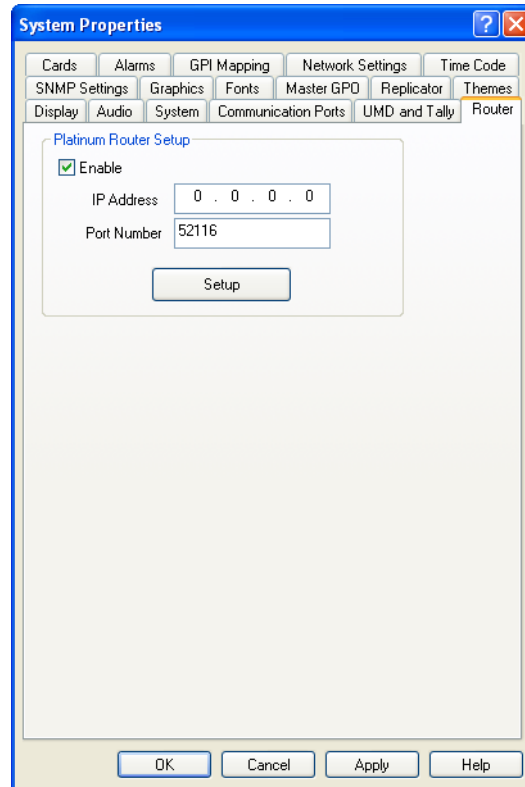 System Properties
Cards Alarms GPI Mapping Network Settings Time Code
SNMP Settings Graphics Fonts Master GPO Replicator Themes
Display Audio System Communication Ports UMD and Tally Router
Platinum Router Setup
Enable
IP Address 0 . 0 . 0 . 0
Port Number 52116
Setup
OK Cancel Apply Help